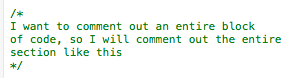 /*
I want to comment out an entire block
of code, so I will comment out the entire
section like this
*/